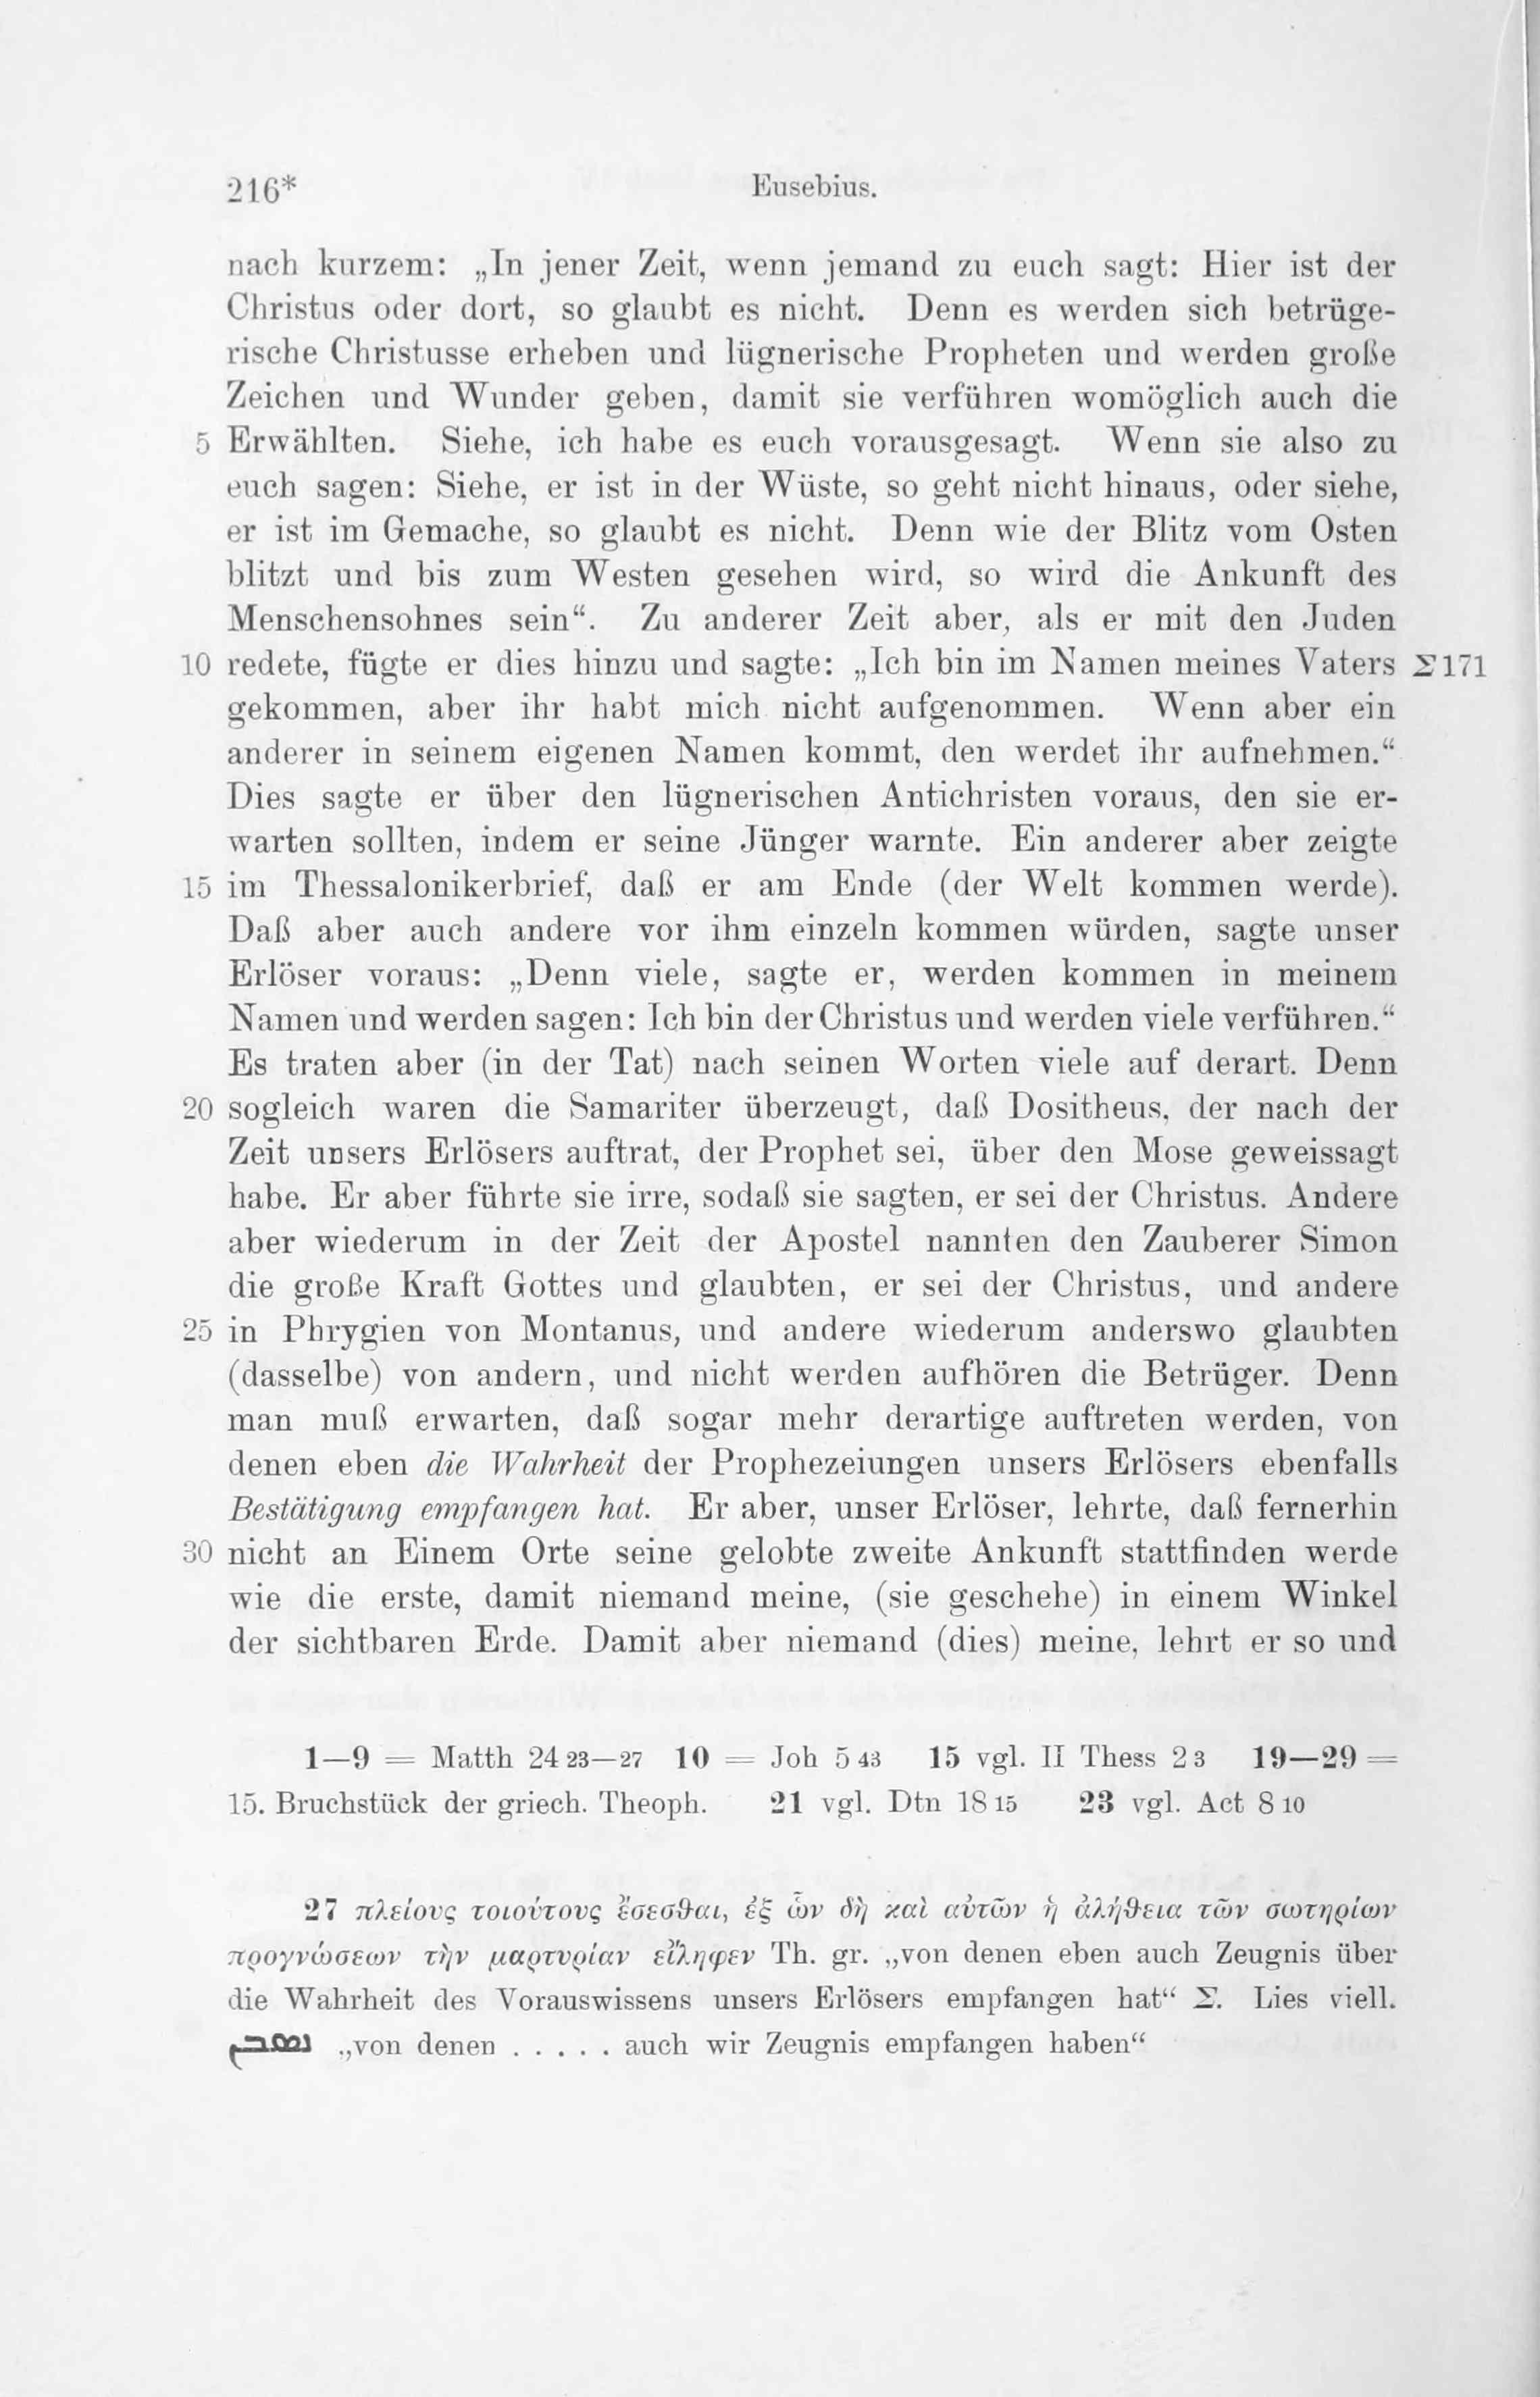 216* Eusebius.
nach kurzem: „In jener Zeit, wenn jemand zu euch sagt: Hier ist der
Christus oder dort, so glaubt es nicht. Denn es werden sich betrüge-
rische Christusse erheben und lügnerische Propheten und werden große
Zeichen und Wunder geben, damit sie verführen womöglich auch die
5 Erwählten. Siehe, ich habe es euch vorausgesagt. Wenn sie also zu
euch sagen: Siehe, er ist in der Wüste, so geht nicht hinaus, oder siehe,
er ist im Gemache, so glaubt es nicht. Denn wie der Blitz vom Osten
blitzt und bis zum Westen gesehen wird, so wird die Ankunft des
Menschensohnes sein“. Zu anderer Zeit aber, als er mit den Juden
10 redete, fügte er dies hinzu und sagte: „Ich bin im Namen meines Vaters Σ171
gekommen, aber ihr habt mich nicht aufgenommen. Wenn aber ein
anderer in seinem eigenen Namen kommt, den werdet ihr aufnehmen.“
Dies sagte er über den lügnerischen Antichristen voraus, den sie er-
warten sollten, indem er seine Jünger warnte. Ein anderer aber zeigte
15 im Thessalonikerbrief, daß er am Ende (der Welt kommen werde).
Daß aber auch andere vor ihm einzeln kommen würden, sagte unser
Erlöser voraus: „Denn viele, sagte er, werden kommen in meinem
Namen und werden sagen: Ich bin der Christus und werden viele verführen.“
Es traten aber (in der Tat) nach seinen Worten viele auf derart. Denn
20 sogleich waren die Samariter überzeugt, daß Dositheus, der nach der
Zeit unsers Erlösers auftrat, der Prophet sei, über den Mose geweissagt
habe. Er aber führte sie irre, sodaß sie sagten, er sei der Christus. Andere
aber wiederum in der Zeit der Apostel nannten den Zauberer Simon
die große Kraft Gottes und glaubten, er sei der Christus, und andere
25 in Phrygien von Montanus, und andere wiederum anderswo glaubten
(dasselbe) von andern, und nicht werden aufhören die Betrüger. Denn
man muß erwarten, daß sogar mehr derartige auftreten werden, von
denen eben die Wahrheit der Prophezeiungen unsers Erlösers ebenfalls
Bestätigung empfangen hat. Er aber, unser Erlöser, lehrte, daß fernerhin
30 nicht an Einem Orte seine gelobte zweite Ankunft stattfinden werde
wie die erste, damit niemand meine, (sie geschehe) in einem Winkel
der sichtbaren Erde. Damit aber niemand (dies) meine, lehrt er so und
1—9 = Matth 24 23—27 10 = Joh 5 43 15 vgl. II Thess 2 3 19—29 =
15. Bruchstück der griech. Theoph. 21 vgl. Dtn 18 15 23 vgl. Act 8 10
27 πλείους τοιούτους ἔσεσθαι, ἐξ ὧν δὴ καὶ αὐτῶν ἡ ἀλήθεια τῶν σωτηρίων
προγνώσεων τὴν μαρτυρίαν εἴληφεν Th. gr. „von denen eben auch Zeugnis über
die Wahrheit des Vorauswissens unsers Erlösers empfangen hat“ Σ. Lies viell.
ܢܣܒܢ „von denen . . . . . auch wir Zeugnis empfangen haben“